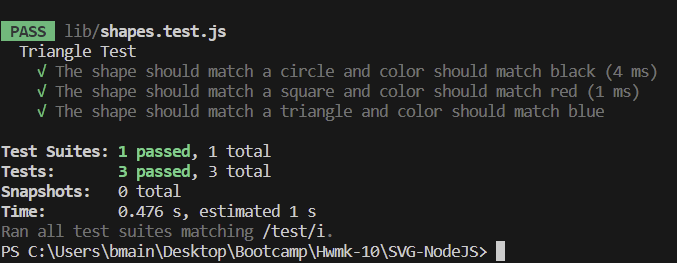 PASS lib/shapes.test.js
Triangle Test
√ The shape should match a circle and color should match black (4 ms)
√ The shape should match a square and color should match red (1 ms)
√ The shape should match a triangle and color should match blue
Test Suites: 1 passed, 1 total
Tests: 3 passed, 3 total
Snapshots: 0 total
Time: 0.476 s, estimated 1 s
Ran all test suites matching /test/i.
PS C:\Users\bmain\Desktop\Bootcamp\Hwmk-10\SVG-NodeJS>